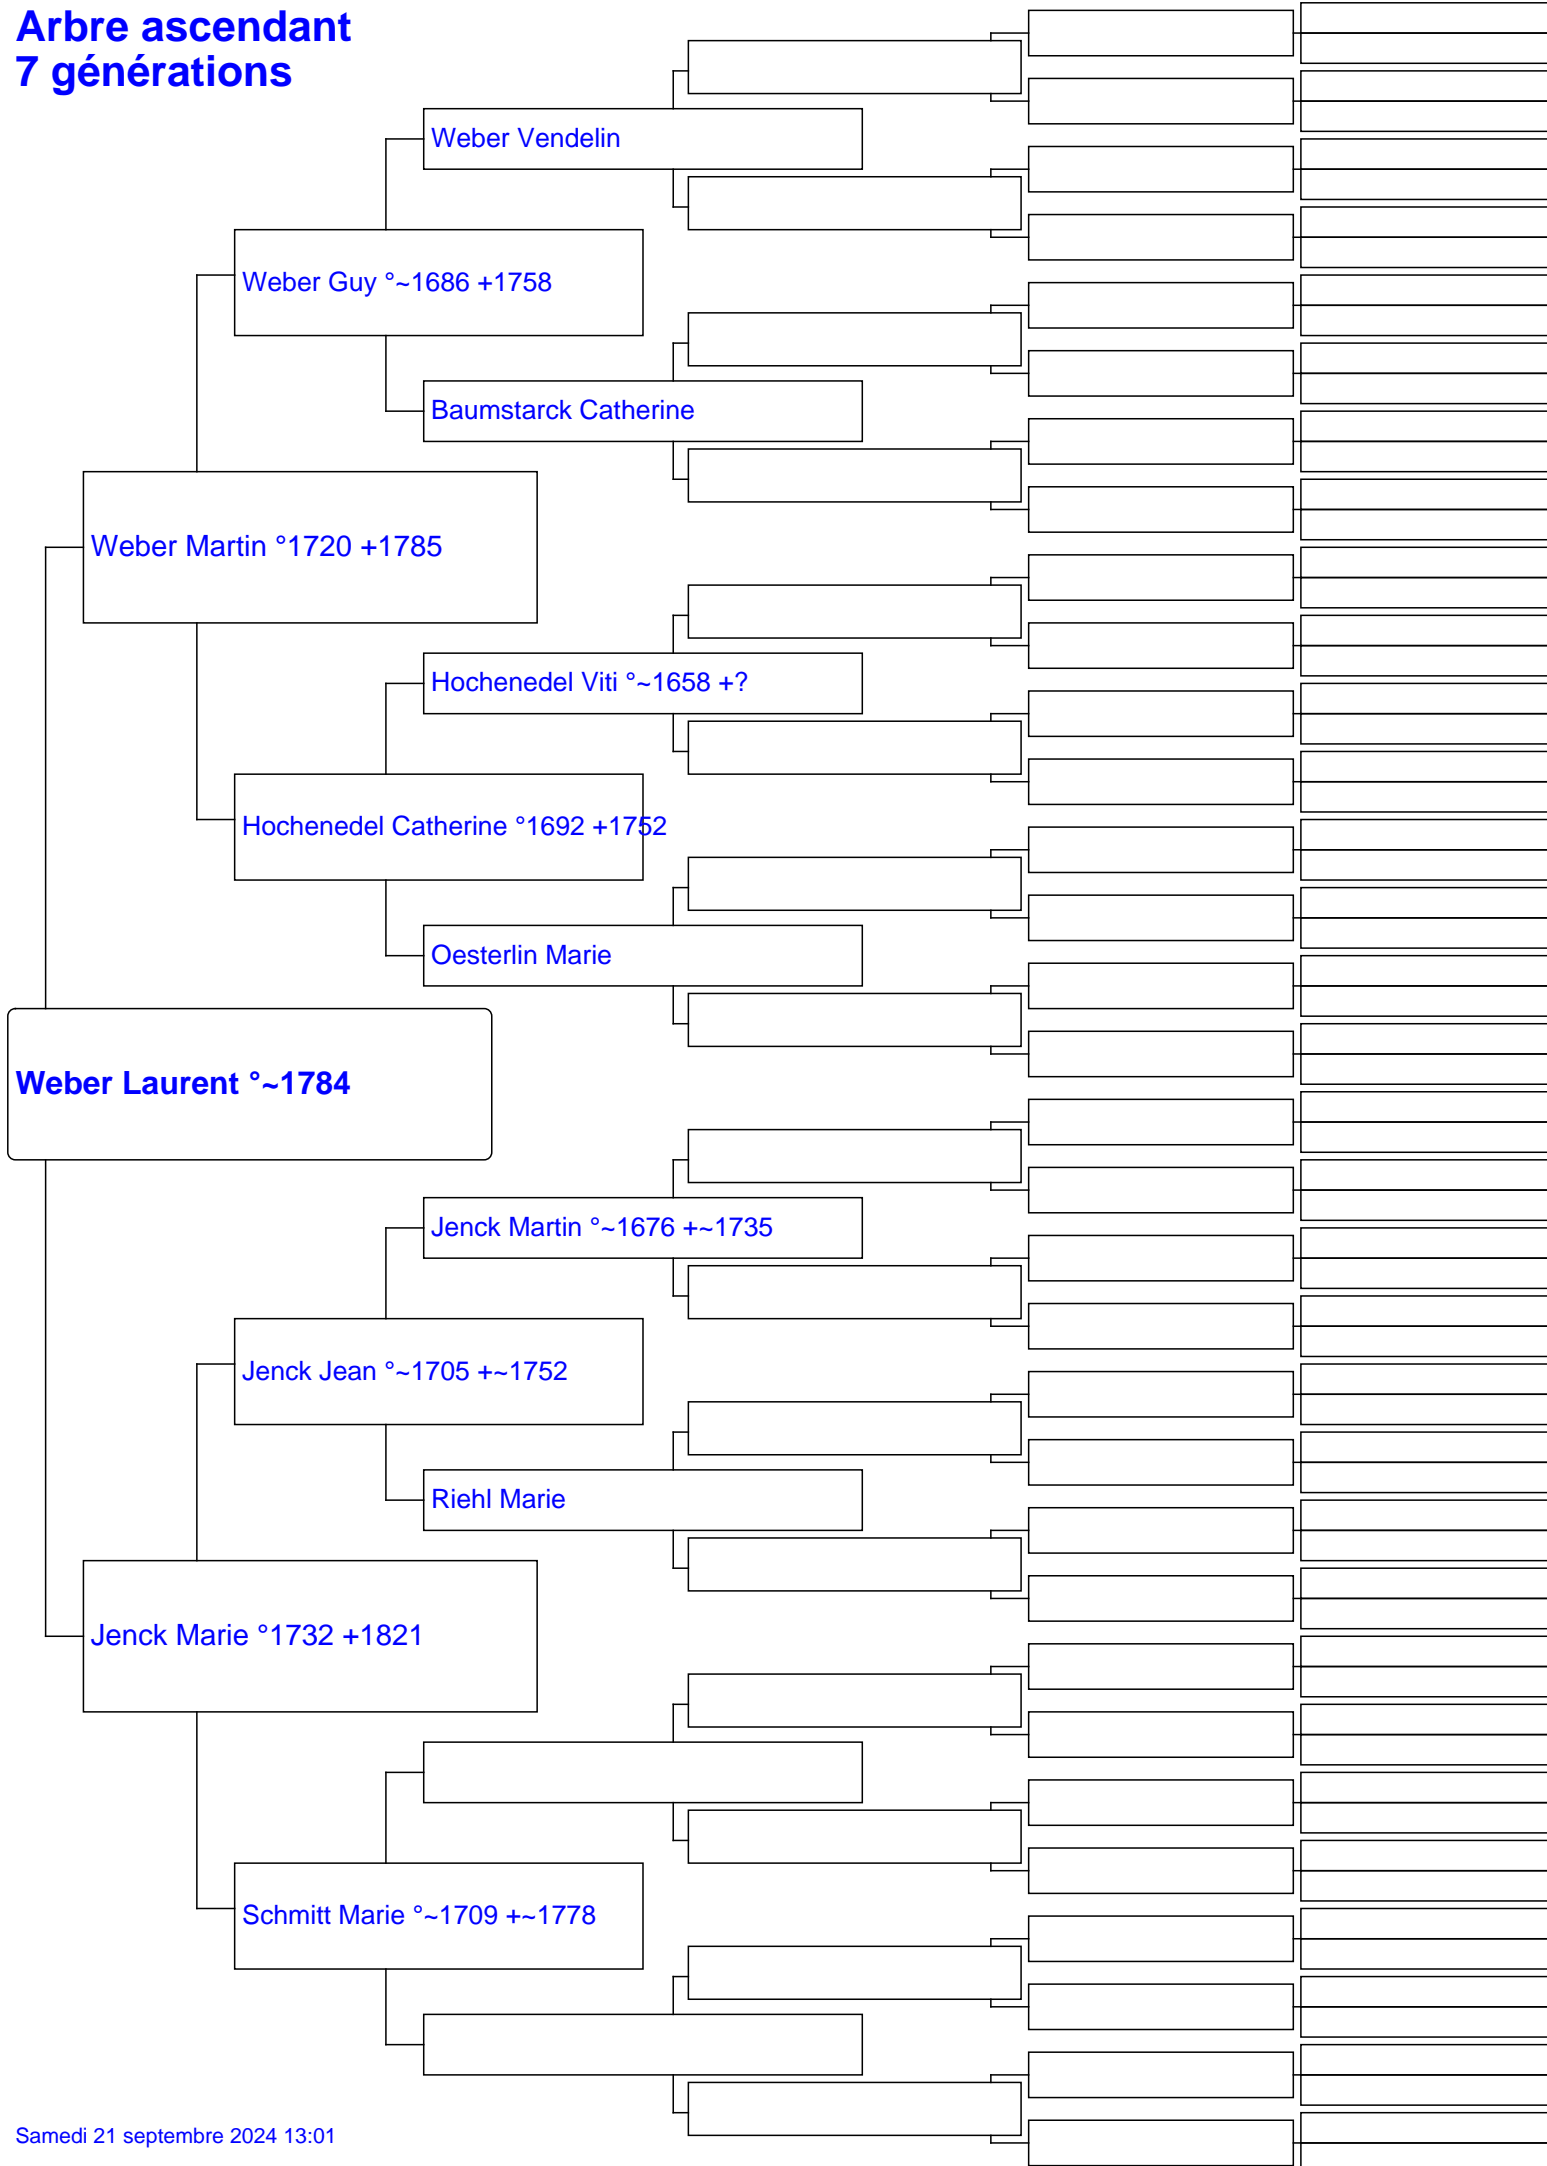 Arbre ascendant
7 générations
Weber Vendelin
Weber Guy °~1686 +1758
Baumstarck Catherine
Weber Martin °1720 +1785
Hochenedel Viti °~1658 +?
Hochenedel Catherine °1692 +1752
Oesterlin Marie
Weber Laurent °~1784
Jenck Martin °~1676 +~1735
Jenck Jean °~1705 +~1752
Riehl Marie
Jenck Marie °1732 +1821
Schmitt Marie °~1709 +~1778
Samedi 21 septembre 2024 13:01